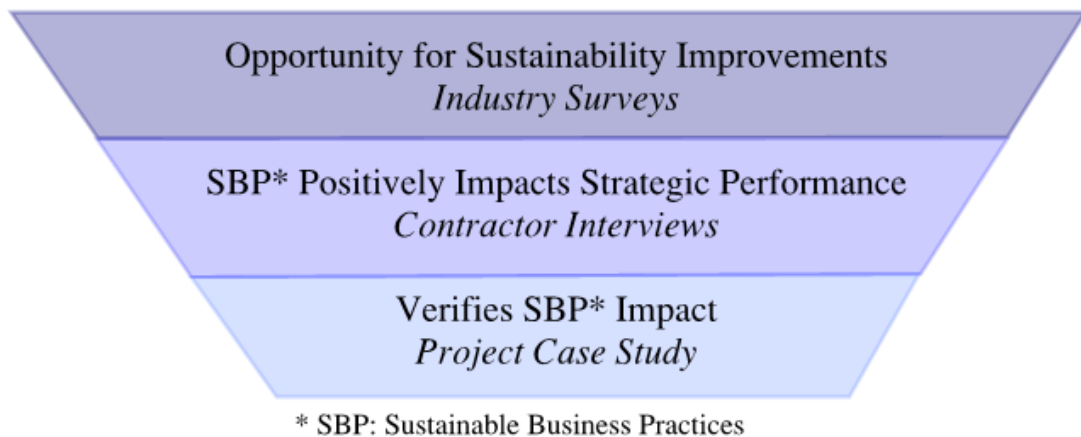 Opportunity for Sustainability Improvements
Industry Surveys
SBP* Positively Impacts Strategic Performance
Contractor Interviews
Verifies SBP* Impact
Project Case Study
* SBP: Sustainable Business Practices